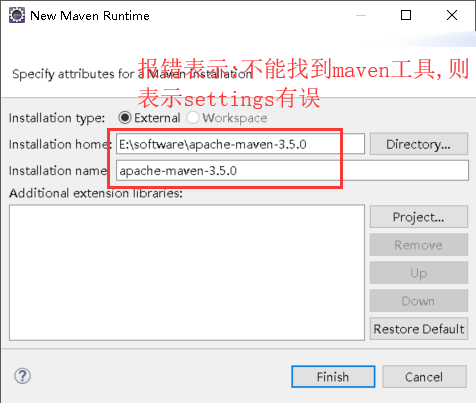 New Maven Runtime
报错表示:不能找到maven工具,则
表示settings有误
Specify attributes for a Maven installation
Installation type: External Workspace
Installation home: E:\software\apache-maven-3.5.0 Directory...
Installation name: apache-maven-3.5.0
Additional extension libraries:
Project...
Remove
Up
Down
Restore Default
? Finish Cancel